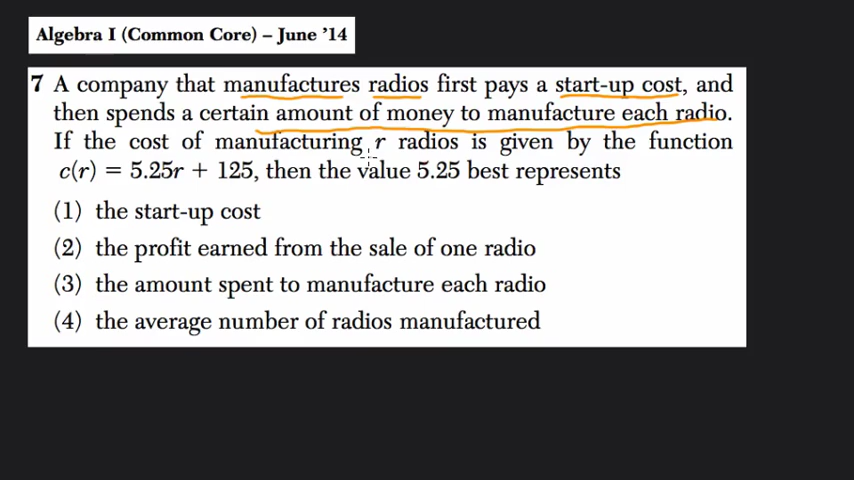 Algebra I (Common Core) – June ’14
7 A company that manufactures radios first pays a start-up cost, and
then spends a certain amount of money to manufacture each radio.
If the cost of manufacturing r radios is given by the function
c(r) = 5.25r + 125, then the value 5.25 best represents
(1) the start-up cost
(2) the profit earned from the sale of one radio
(3) the amount spent to manufacture each radio
(4) the average number of radios manufactured